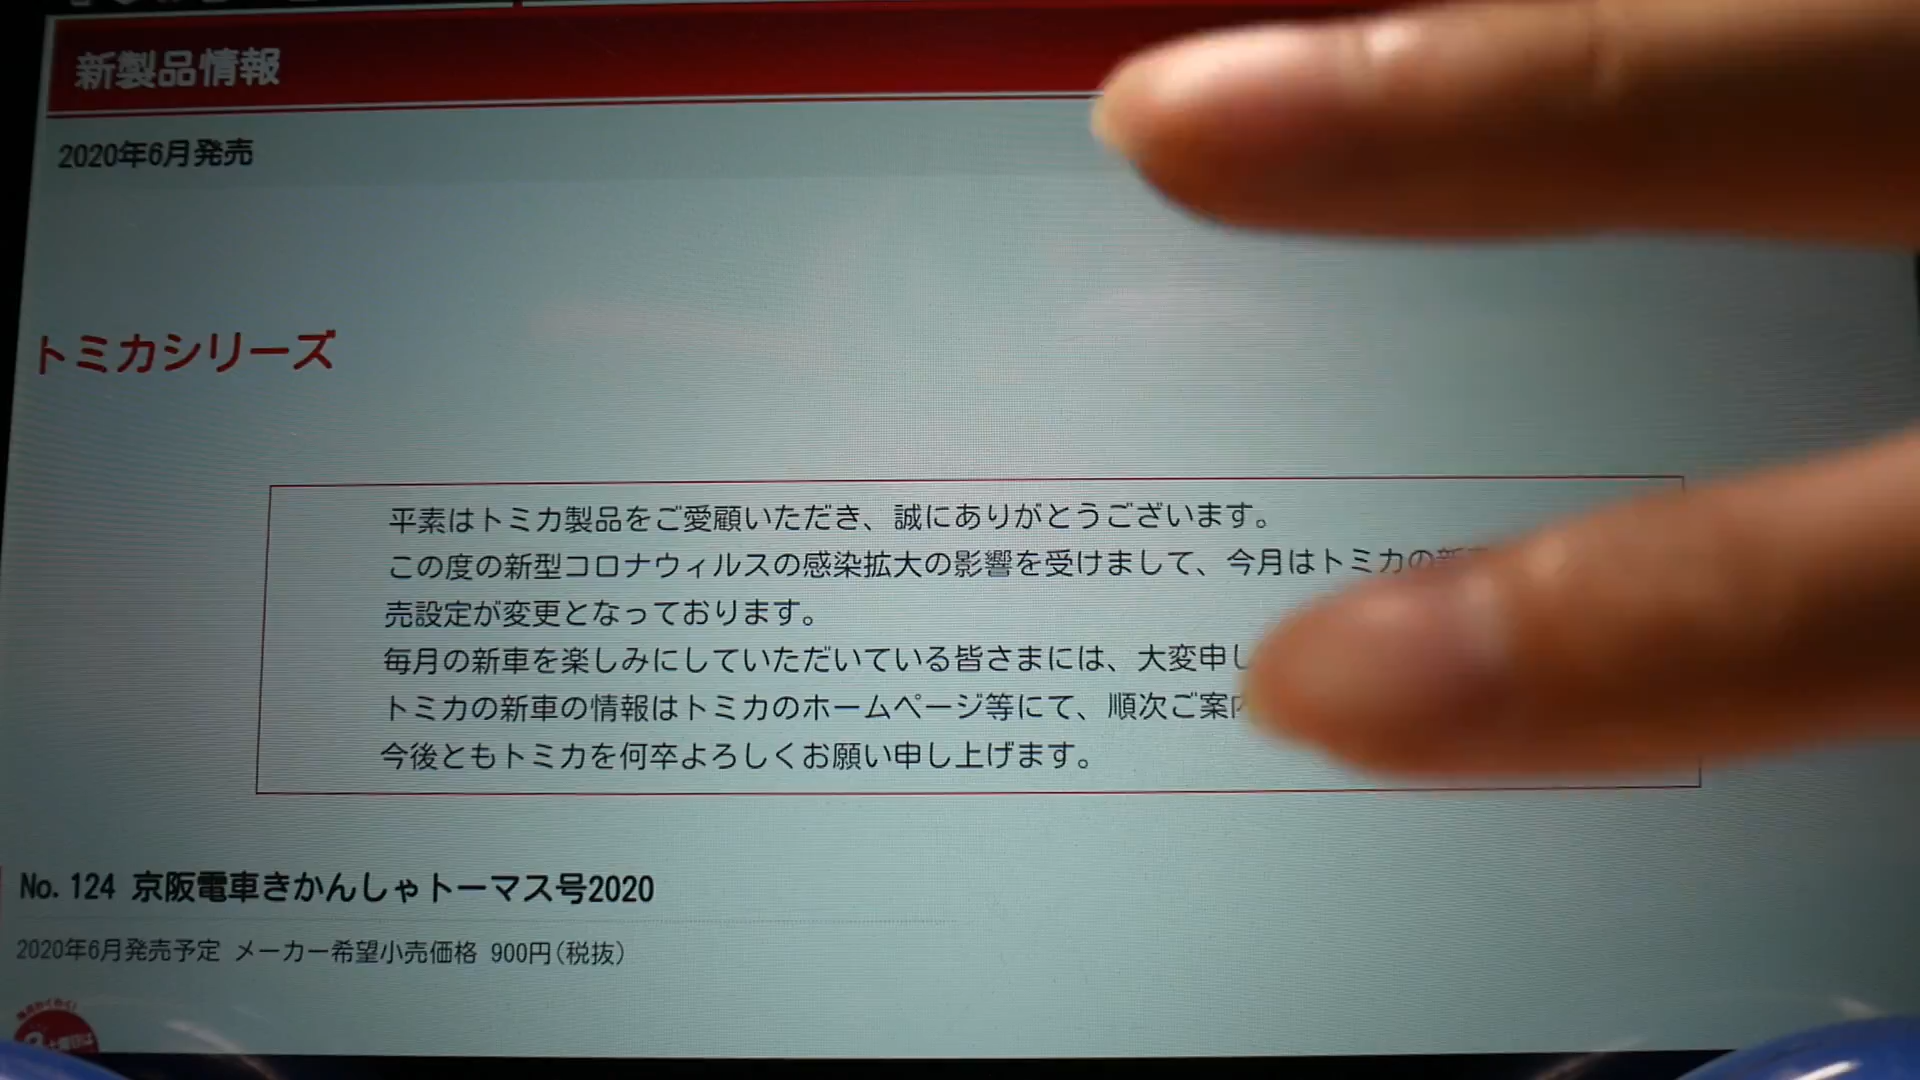 新製品情報
2020年6月発売
トミカシリーズ
平素はトミカ製品をご愛顧いただき、誠にありがとうございます。
この度の新型コロナウィルスの感染拡大の影響を受けまして、今月はトミカの新
売設定が変更となっております。
毎月の新車を楽しみにしていただいている皆さまには、大変申し
トミカの新車の情報はトミカのホームページ等にて、順次ご案内
今後ともトミカを何卒よろしくお願い申し上げます。
No.124 京阪電車きかんしゃトーマス号2020
2020年6月発売予定 メーカー希望小売価格 900円(税抜)